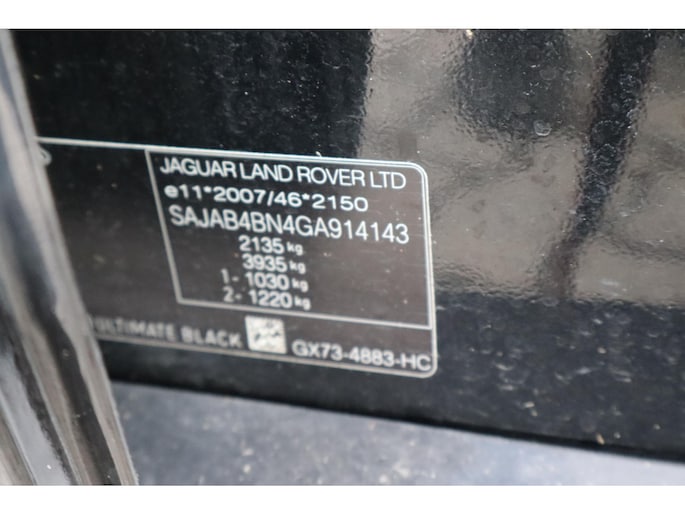 JAGUAR LAND ROVER LTD
e11*2007/46*2150
SAJAB4BN4GA914143
2135 kg
3935 kg
1- 1030 kg
2- 1220 kg
ULTIMATE BLACK GX73-4883-HC